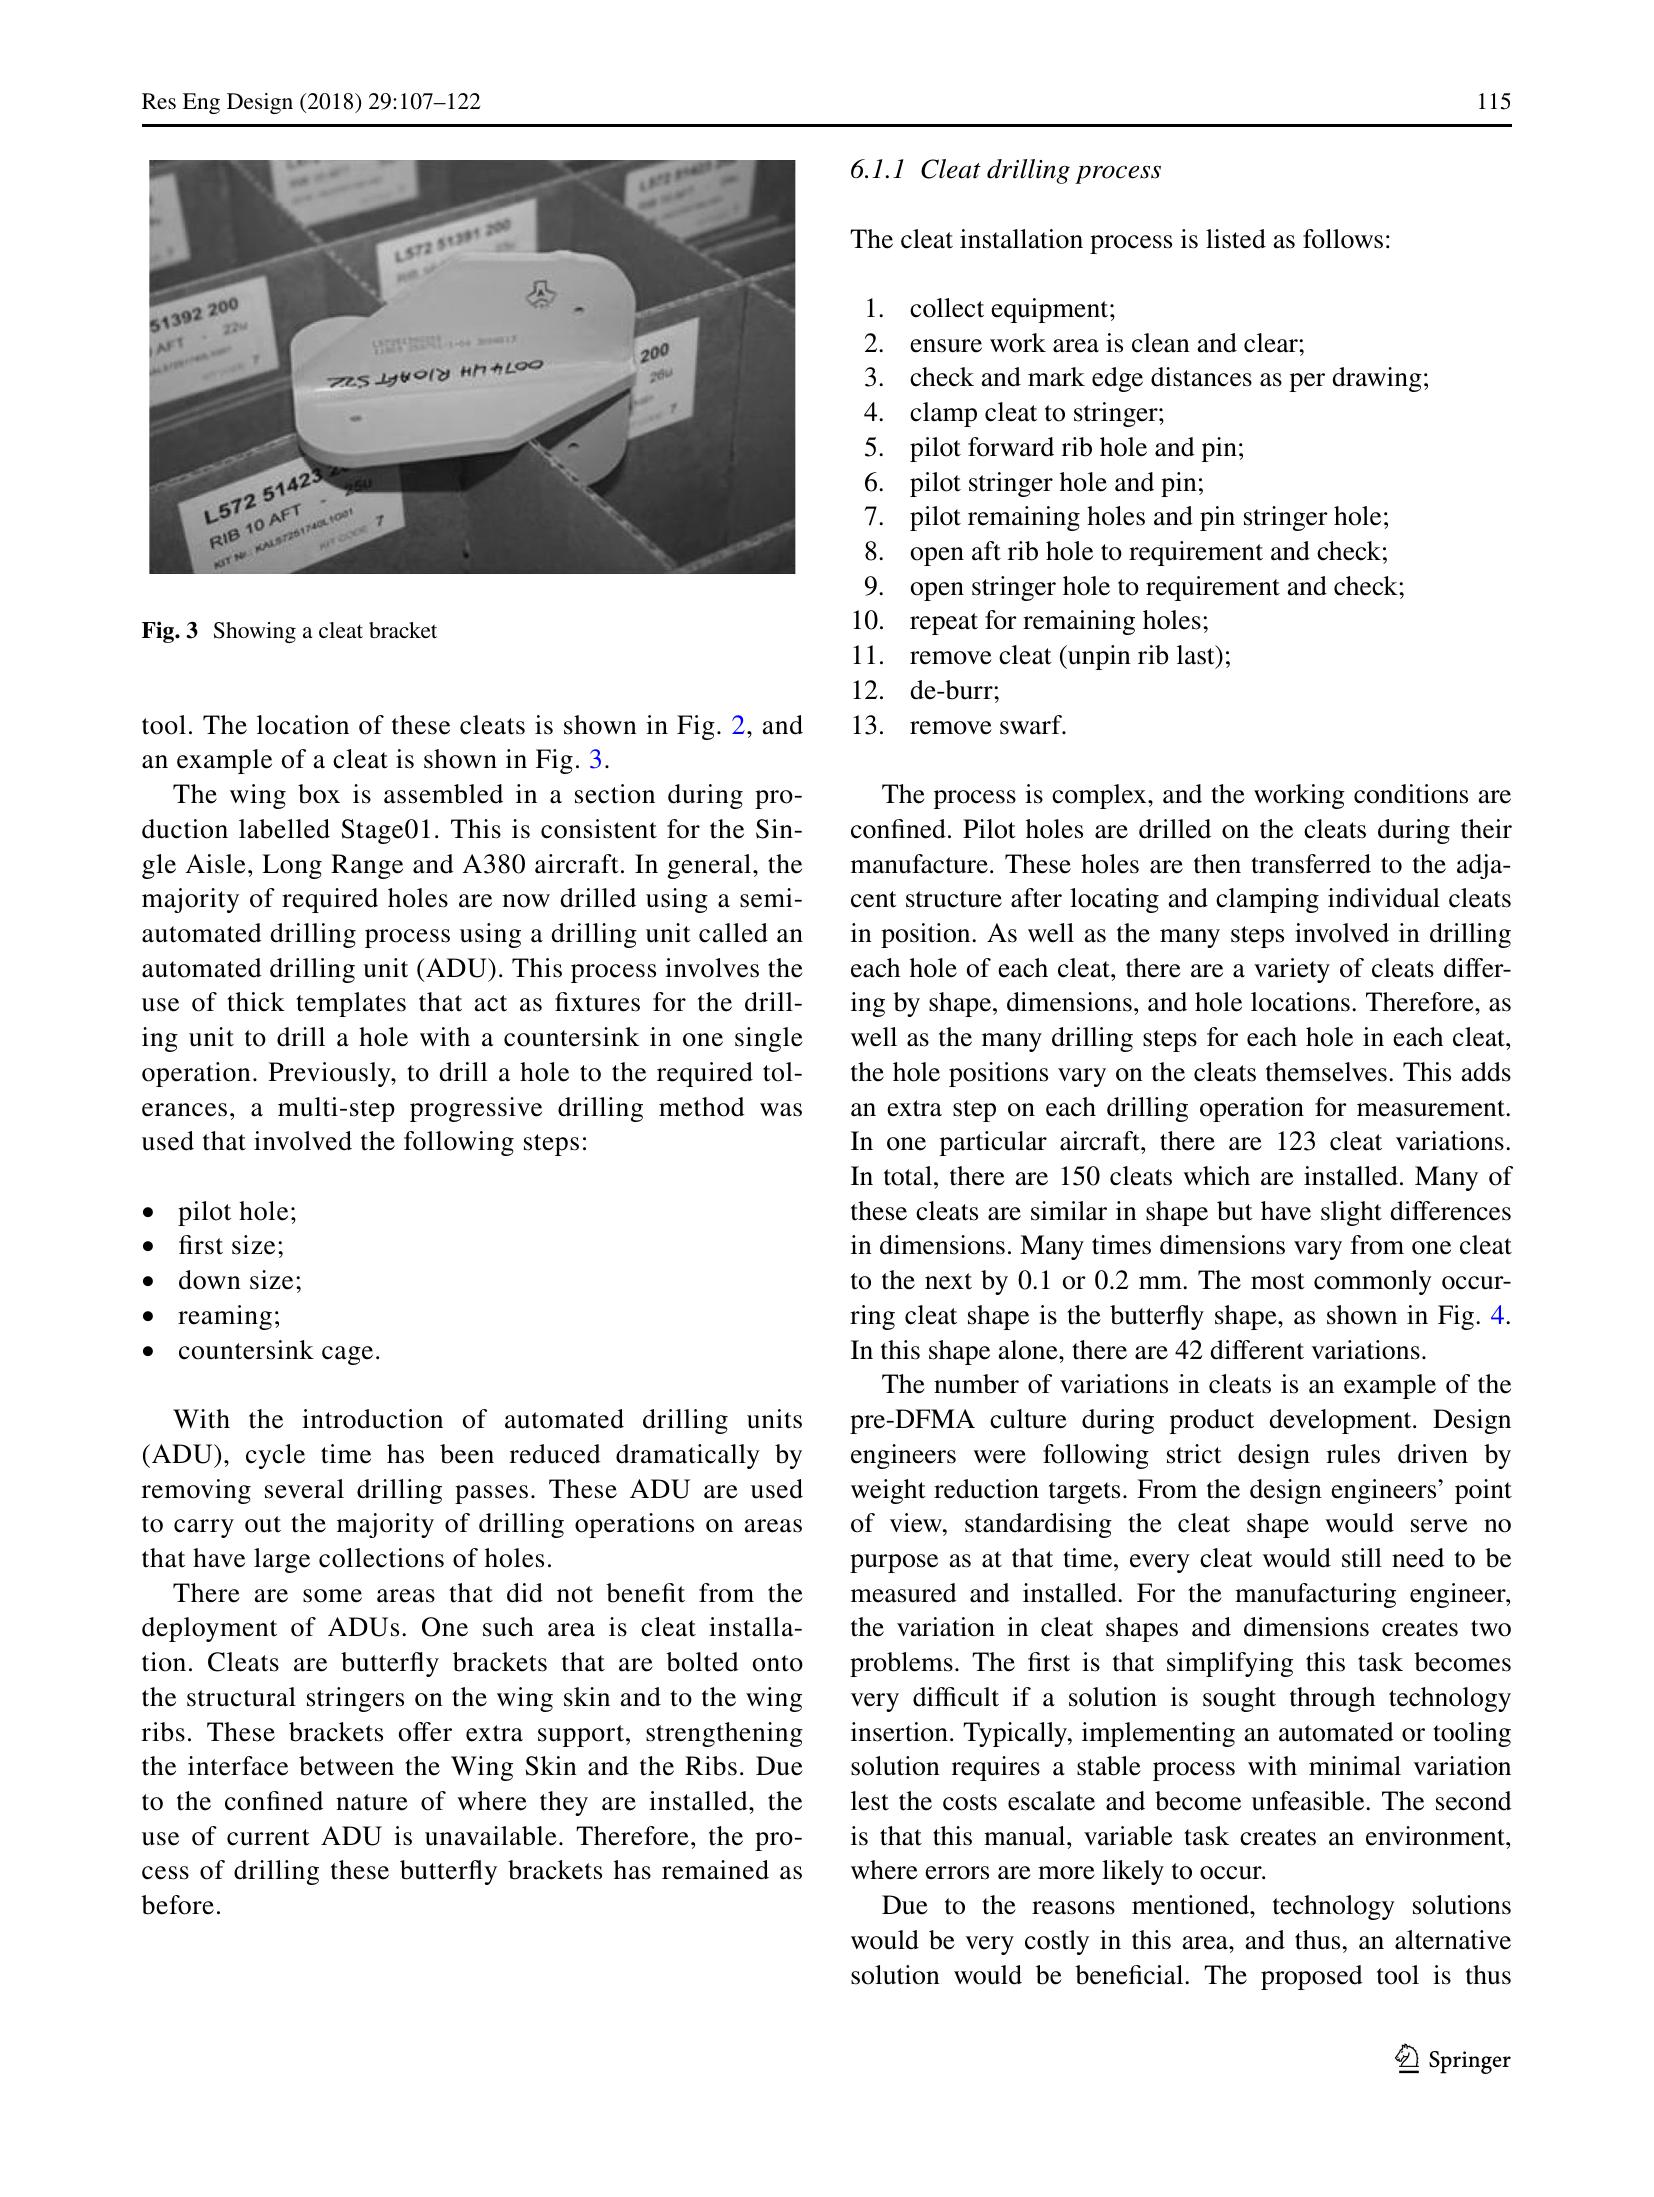 Res Eng Design (2018) 29:107–122
115
L572 51391 200
51392 200
AFT - 22u
7
200
26u
7
0074 LH R10 AFT S22
L572 51423
- 25u
RIB 10 AFT
KIT Nr.: KAL57251740L1G01
KIT CODE 7
Fig. 3 Showing a cleat bracket
tool. The location of these cleats is shown in Fig. 2, and
an example of a cleat is shown in Fig. 3.
The wing box is assembled in a section during pro-
duction labelled Stage01. This is consistent for the Sin-
gle Aisle, Long Range and A380 aircraft. In general, the
majority of required holes are now drilled using a semi-
automated drilling process using a drilling unit called an
automated drilling unit (ADU). This process involves the
use of thick templates that act as fixtures for the drill-
ing unit to drill a hole with a countersink in one single
operation. Previously, to drill a hole to the required tol-
erances, a multi-step progressive drilling method was
used that involved the following steps:
• pilot hole;
• first size;
• down size;
• reaming;
• countersink cage.
With the introduction of automated drilling units
(ADU), cycle time has been reduced dramatically by
removing several drilling passes. These ADU are used
to carry out the majority of drilling operations on areas
that have large collections of holes.
There are some areas that did not benefit from the
deployment of ADUs. One such area is cleat installa-
tion. Cleats are butterfly brackets that are bolted onto
the structural stringers on the wing skin and to the wing
ribs. These brackets offer extra support, strengthening
the interface between the Wing Skin and the Ribs. Due
to the confined nature of where they are installed, the
use of current ADU is unavailable. Therefore, the pro-
cess of drilling these butterfly brackets has remained as
before.
6.1.1 Cleat drilling process
The cleat installation process is listed as follows:
1. collect equipment;
2. ensure work area is clean and clear;
3. check and mark edge distances as per drawing;
4. clamp cleat to stringer;
5. pilot forward rib hole and pin;
6. pilot stringer hole and pin;
7. pilot remaining holes and pin stringer hole;
8. open aft rib hole to requirement and check;
9. open stringer hole to requirement and check;
10. repeat for remaining holes;
11. remove cleat (unpin rib last);
12. de-burr;
13. remove swarf.
The process is complex, and the working conditions are
confined. Pilot holes are drilled on the cleats during their
manufacture. These holes are then transferred to the adja-
cent structure after locating and clamping individual cleats
in position. As well as the many steps involved in drilling
each hole of each cleat, there are a variety of cleats differ-
ing by shape, dimensions, and hole locations. Therefore, as
well as the many drilling steps for each hole in each cleat,
the hole positions vary on the cleats themselves. This adds
an extra step on each drilling operation for measurement.
In one particular aircraft, there are 123 cleat variations.
In total, there are 150 cleats which are installed. Many of
these cleats are similar in shape but have slight differences
in dimensions. Many times dimensions vary from one cleat
to the next by 0.1 or 0.2 mm. The most commonly occur-
ring cleat shape is the butterfly shape, as shown in Fig. 4.
In this shape alone, there are 42 different variations.
The number of variations in cleats is an example of the
pre-DFMA culture during product development. Design
engineers were following strict design rules driven by
weight reduction targets. From the design engineers’ point
of view, standardising the cleat shape would serve no
purpose as at that time, every cleat would still need to be
measured and installed. For the manufacturing engineer,
the variation in cleat shapes and dimensions creates two
problems. The first is that simplifying this task becomes
very difficult if a solution is sought through technology
insertion. Typically, implementing an automated or tooling
solution requires a stable process with minimal variation
lest the costs escalate and become unfeasible. The second
is that this manual, variable task creates an environment,
where errors are more likely to occur.
Due to the reasons mentioned, technology solutions
would be very costly in this area, and thus, an alternative
solution would be beneficial. The proposed tool is thus
Springer